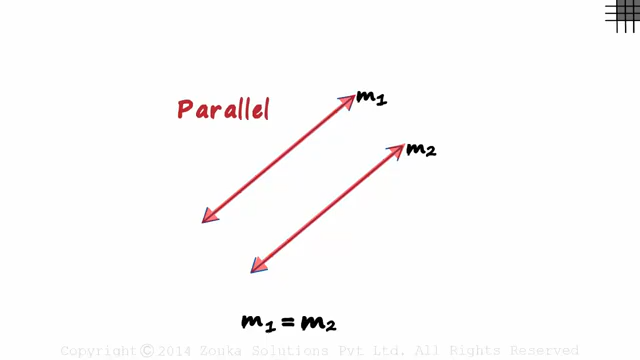 Parallel
m₁
m₂
m₁ = m₂
Copyright©2014 Zouka Solutions Pvt Ltd. All Rights Reserved